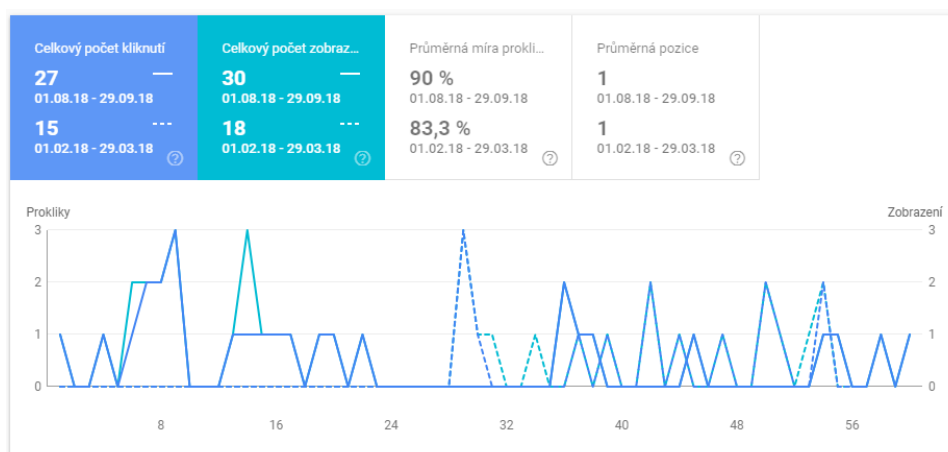 Celkový počet kliknutí
27
01.08.18 - 29.09.18
15
01.02.18 - 29.03.18
Celkový počet zobraz...
30
01.08.18 - 29.09.18
18
01.02.18 - 29.03.18
Průměrná míra prokli...
90 %
01.08.18 - 29.09.18
83,3 %
01.02.18 - 29.03.18
Průměrná pozice
1
01.08.18 - 29.09.18
1
01.02.18 - 29.03.18
Prokliky
Zobrazení
3
2
1
0
3
2
1
0
8
16
24
32
40
48
56